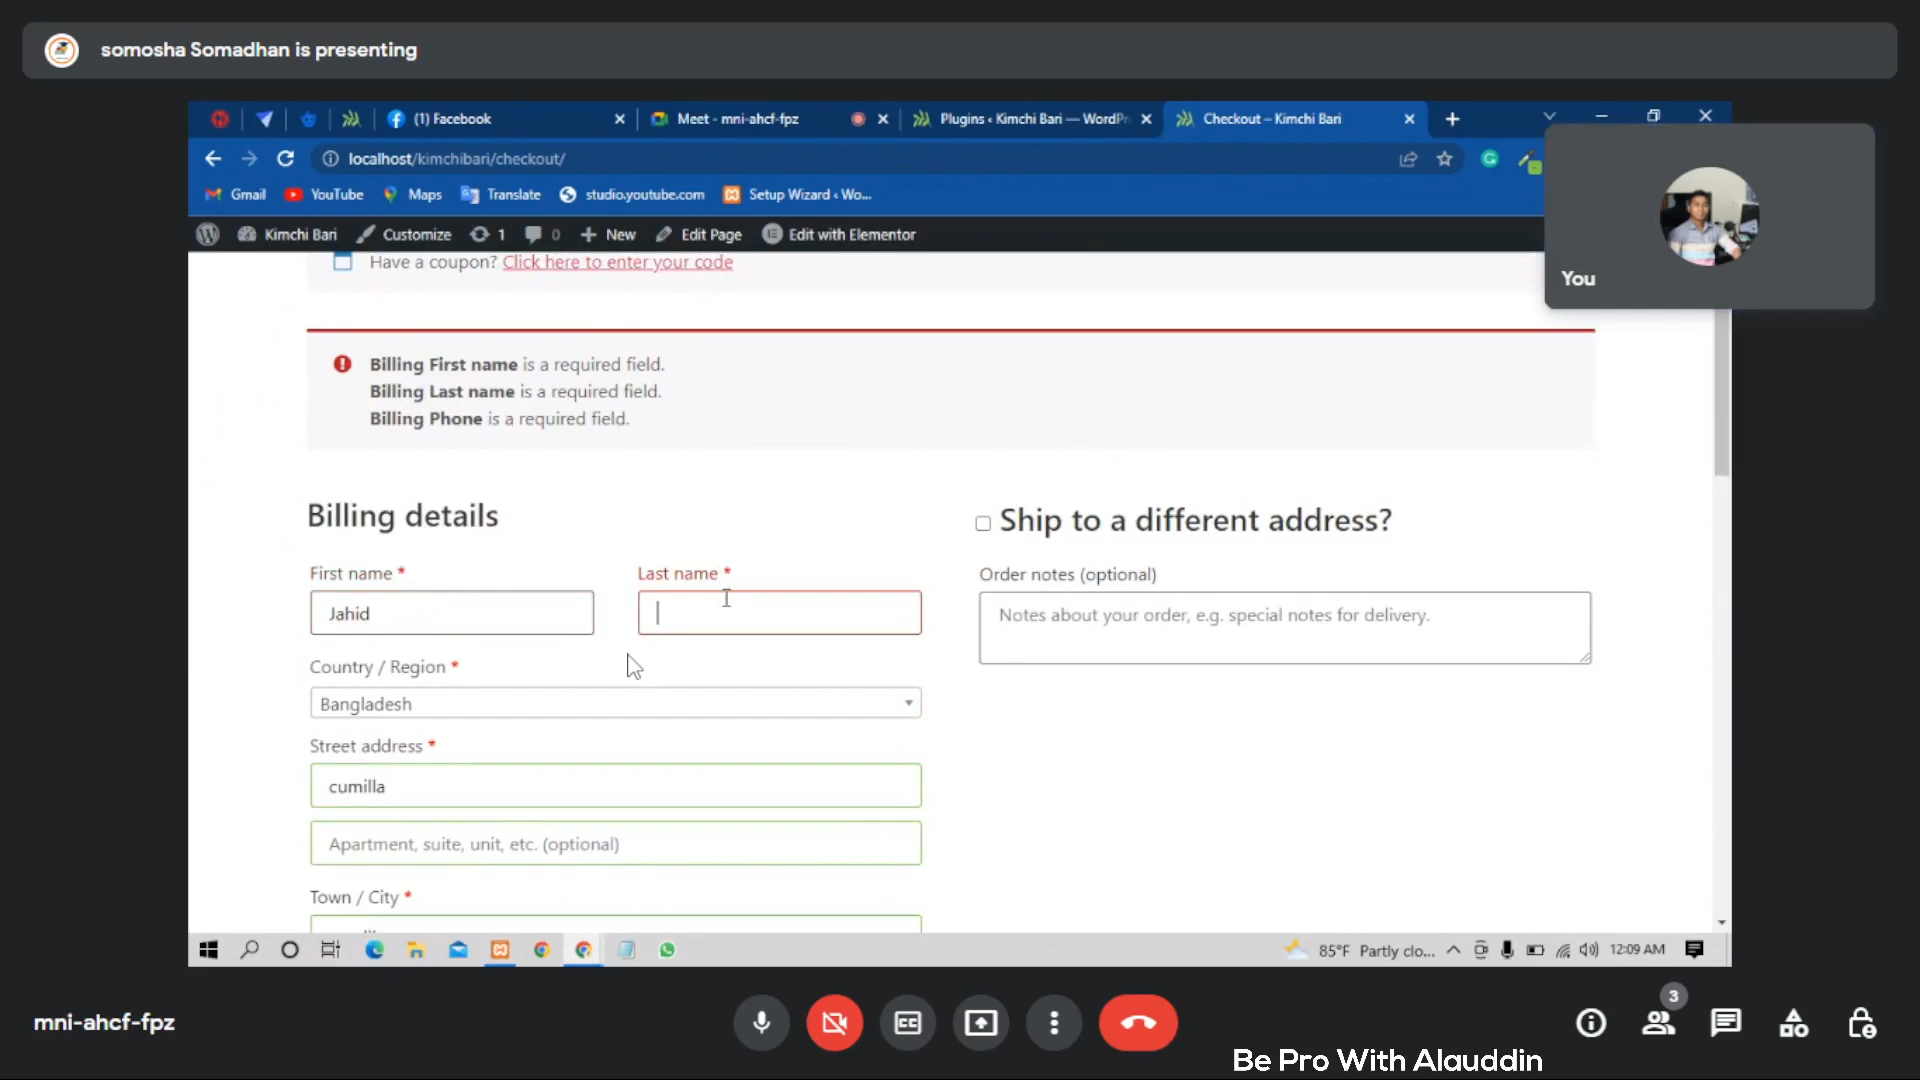 somosha Somadhan is presenting
(1) Facebook
Meet - mni-ahcf-fpz
Plugins ‹ Kimchi Bari — WordPr
Checkout – Kimchi Bari
localhost/kimchibari/checkout/
Gmail
YouTube
Maps
Translate
studio.youtube.com
Setup Wizard ‹ Wo...
Kimchi Bari
Customize
1
0
New
Edit Page
Edit with Elementor
You
Have a coupon? Click here to enter your code
Billing First name is a required field.
Billing Last name is a required field.
Billing Phone is a required field.
Billing details
Ship to a different address?
First name *
Last name *
Order notes (optional)
Jahid
Notes about your order, e.g. special notes for delivery.
Country / Region *
Bangladesh
Street address *
cumilla
Apartment, suite, unit, etc. (optional)
Town / City *
85°F Partly clo...
12:09 AM
mni-ahcf-fpz
3
Be Pro With Alauddin